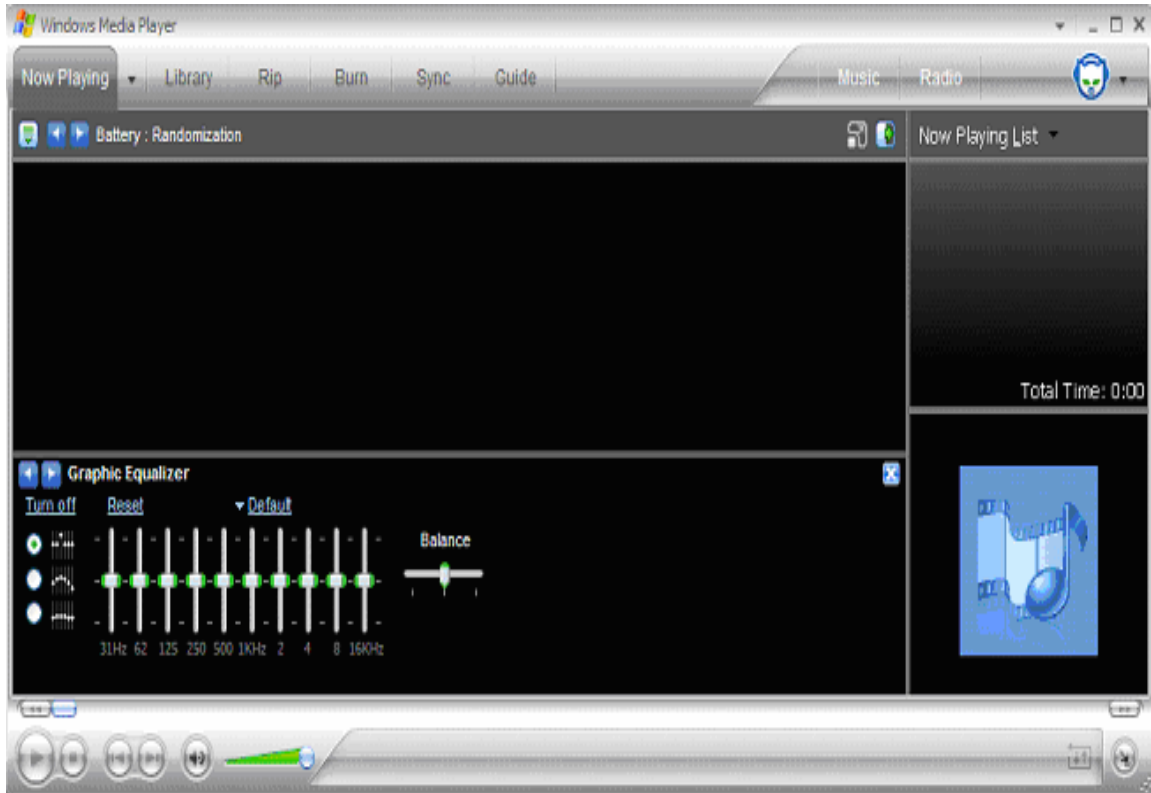 Windows Media Player
Now Playing Library Rip Burn Sync Guide Music Radio
Battery : Randomization
Now Playing List
Total Time: 0:00
Graphic Equalizer
Turn off Reset Default
Balance
31Hz 62 125 250 500 1KHz 2 4 8 16KHz